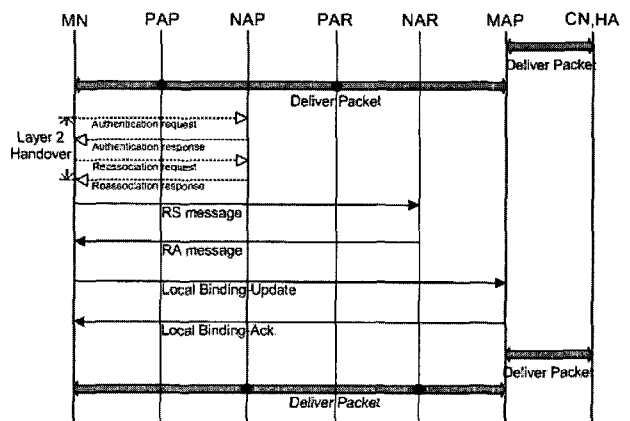 MN PAP NAP PAR NAR MAP CN,HA
Deliver Packet
Deliver Packet
Authentication request
Layer 2
Handover
Authentication response
Reassociation request
Reassociation response
RS message
RA message
Local Binding-Update
Local Binding-Ack
Deliver Packet
Deliver Packet